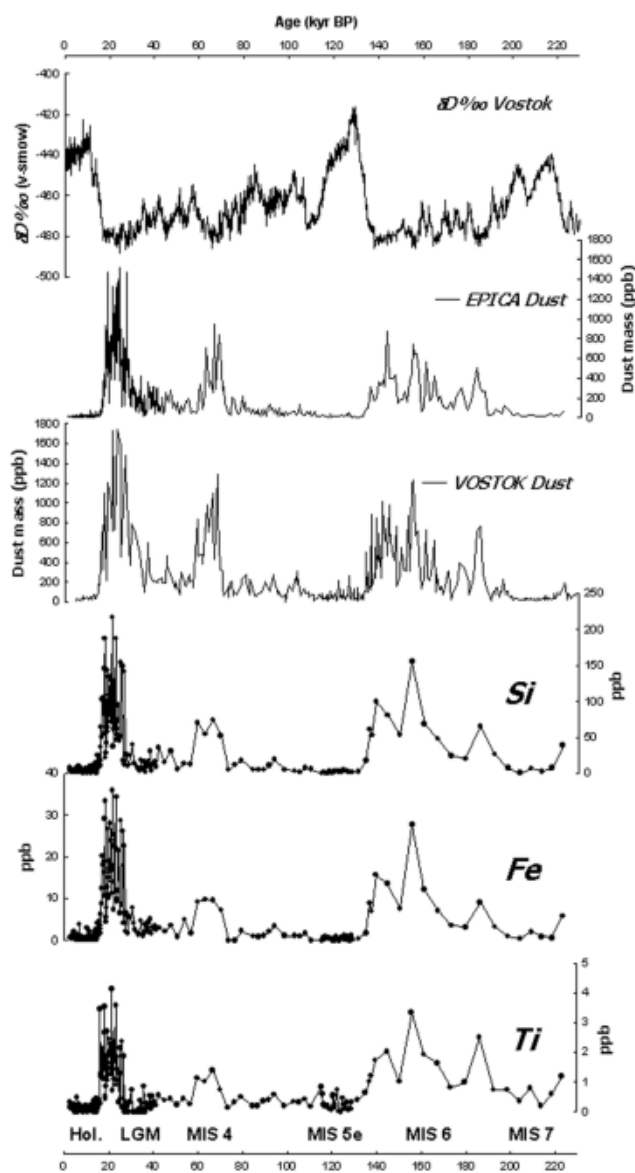 Age (kyr BP)
0 20 40 60 80 100 120 140 160 180 200 220
-400
-420
-440
-460
-480
-500
δD‰ (v-smow)
δD‰ Vostok
1800
1600
1400
1200
1000
800
600
400
200
0
Dust mass (ppb)
EPICA Dust
1800
1600
1400
1200
1000
800
600
400
200
0
Dust mass (ppb)
VOSTOK Dust
250
200
150
100
50
0
ppb
Si
40
30
20
10
0
ppb
Fe
5
4
3
2
1
0
ppb
Ti
Hol. LGM MIS 4 MIS 5e MIS 6 MIS 7
0 20 40 60 80 100 120 140 160 180 200 220